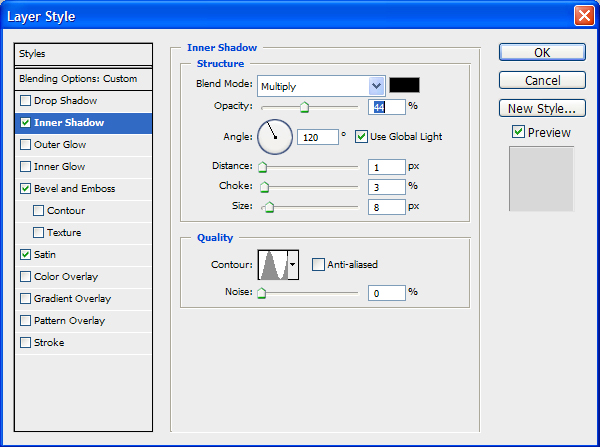 Layer Style
Styles
Blending Options: Custom
Drop Shadow
Inner Shadow
Outer Glow
Inner Glow
Bevel and Emboss
Contour
Texture
Satin
Color Overlay
Gradient Overlay
Pattern Overlay
Stroke
Inner Shadow
Structure
Blend Mode: Multiply
Opacity: 44 %
Angle: 120 ° Use Global Light
Distance: 1 px
Choke: 3 %
Size: 8 px
Quality
Contour: Anti-aliased
Noise: 0 %
OK
Cancel
New Style...
Preview